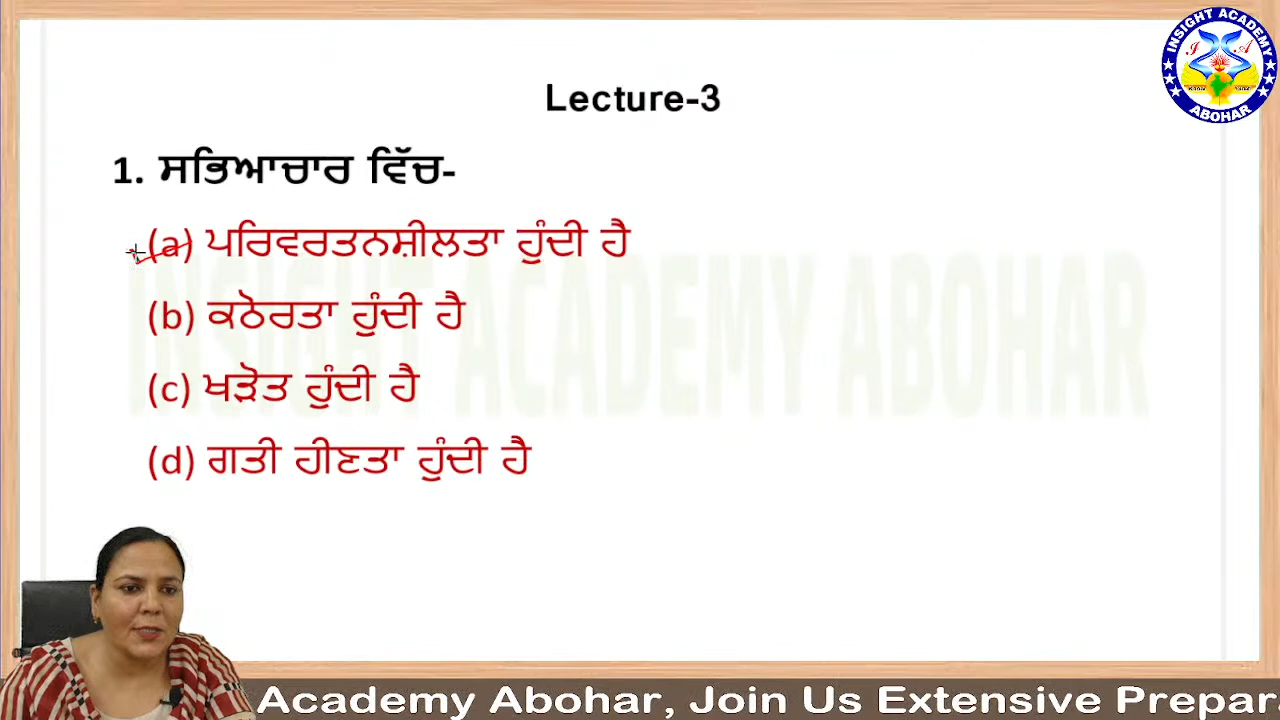 INSIGHT ACADEMY
ABOHAR
Lecture-3
1. ਸਭਿਆਚਾਰ ਵਿੱਚ-
(a) ਪਰਿਵਰਤਨਸ਼ੀਲਤਾ ਹੁੰਦੀ ਹੈ
(b) ਕਠੋਰਤਾ ਹੁੰਦੀ ਹੈ
(c) ਖੜੋਤ ਹੁੰਦੀ ਹੈ
(d) ਗਤੀ ਹੀਣਤਾ ਹੁੰਦੀ ਹੈ
INSIGHT ACADEMY ABOHAR
Academy Abohar, Join Us Extensive Prepar